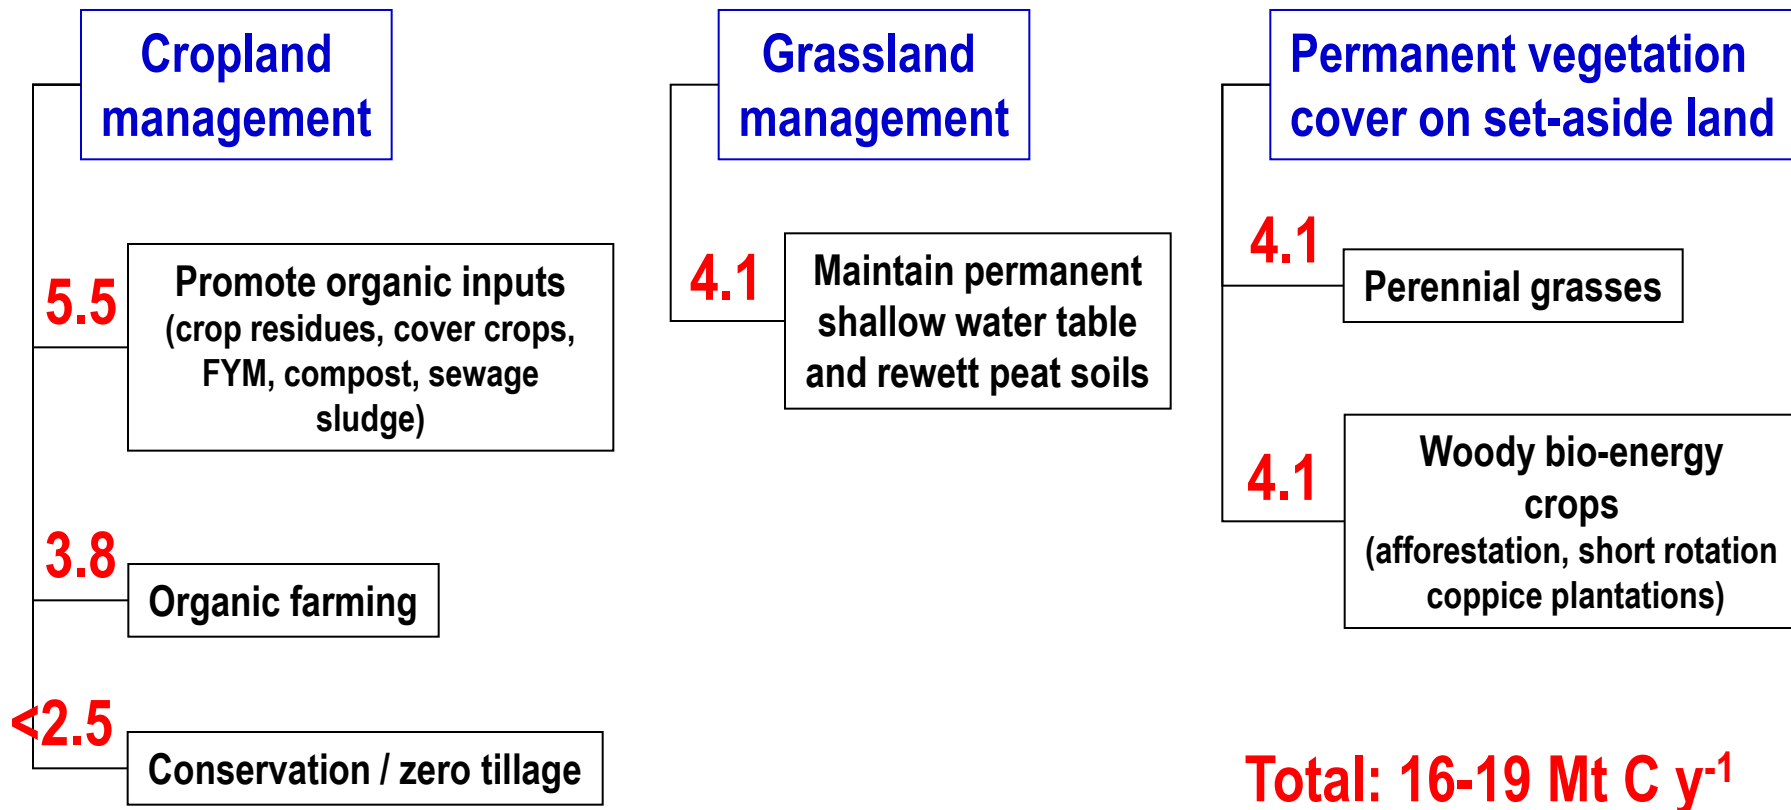 Cropland
management
5.5
Promote organic inputs
(crop residues, cover crops,
FYM, compost, sewage
sludge)
3.8
Organic farming
<2.5
Conservation / zero tillage
Grassland
management
4.1
Maintain permanent
shallow water table
and rewett peat soils
Permanent vegetation
cover on set-aside land
4.1
Perennial grasses
4.1
Woody bio-energy
crops
(afforestation, short rotation
coppice plantations)
Total: 16-19 Mt C y⁻¹